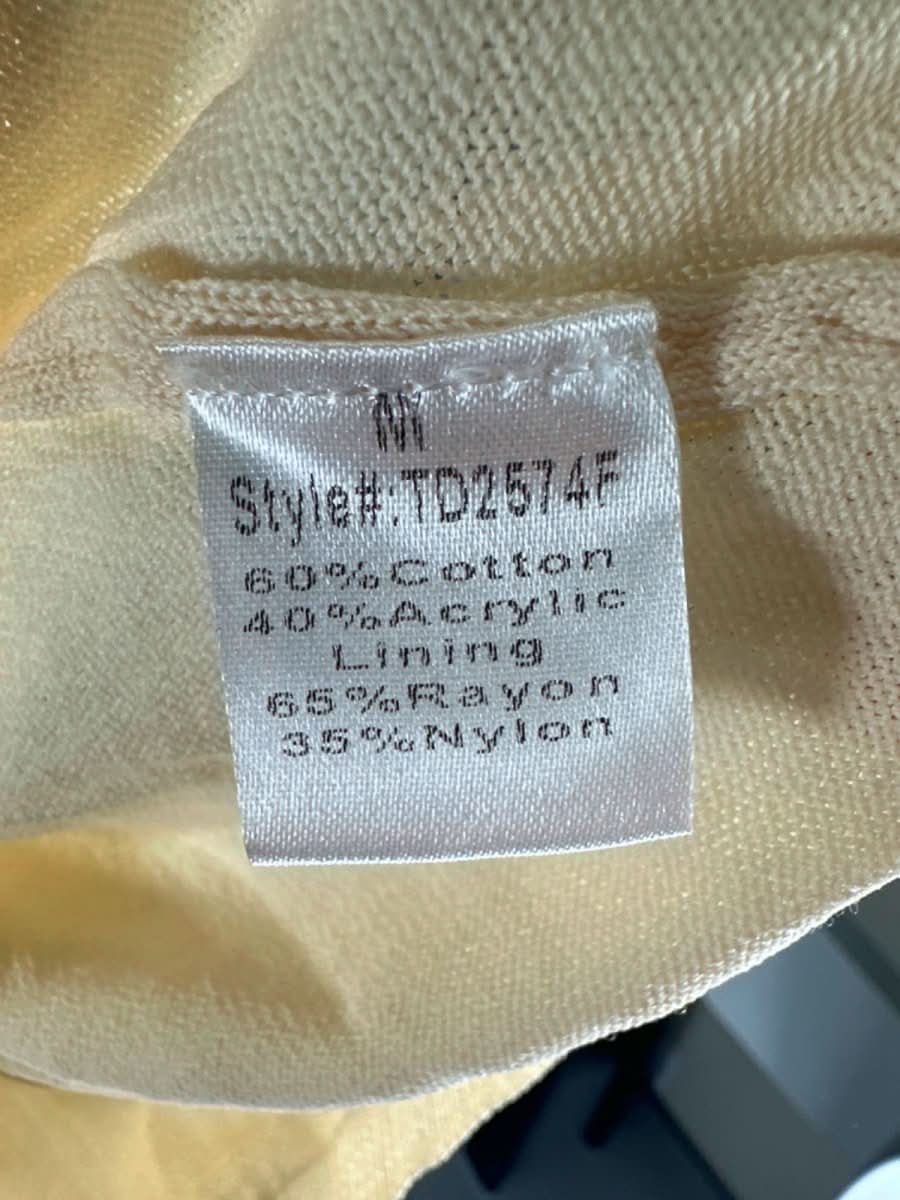 M
Style#:TD2574F
60%Cotton
40%Acrylic
Lining
65%Rayon
35%Nylon